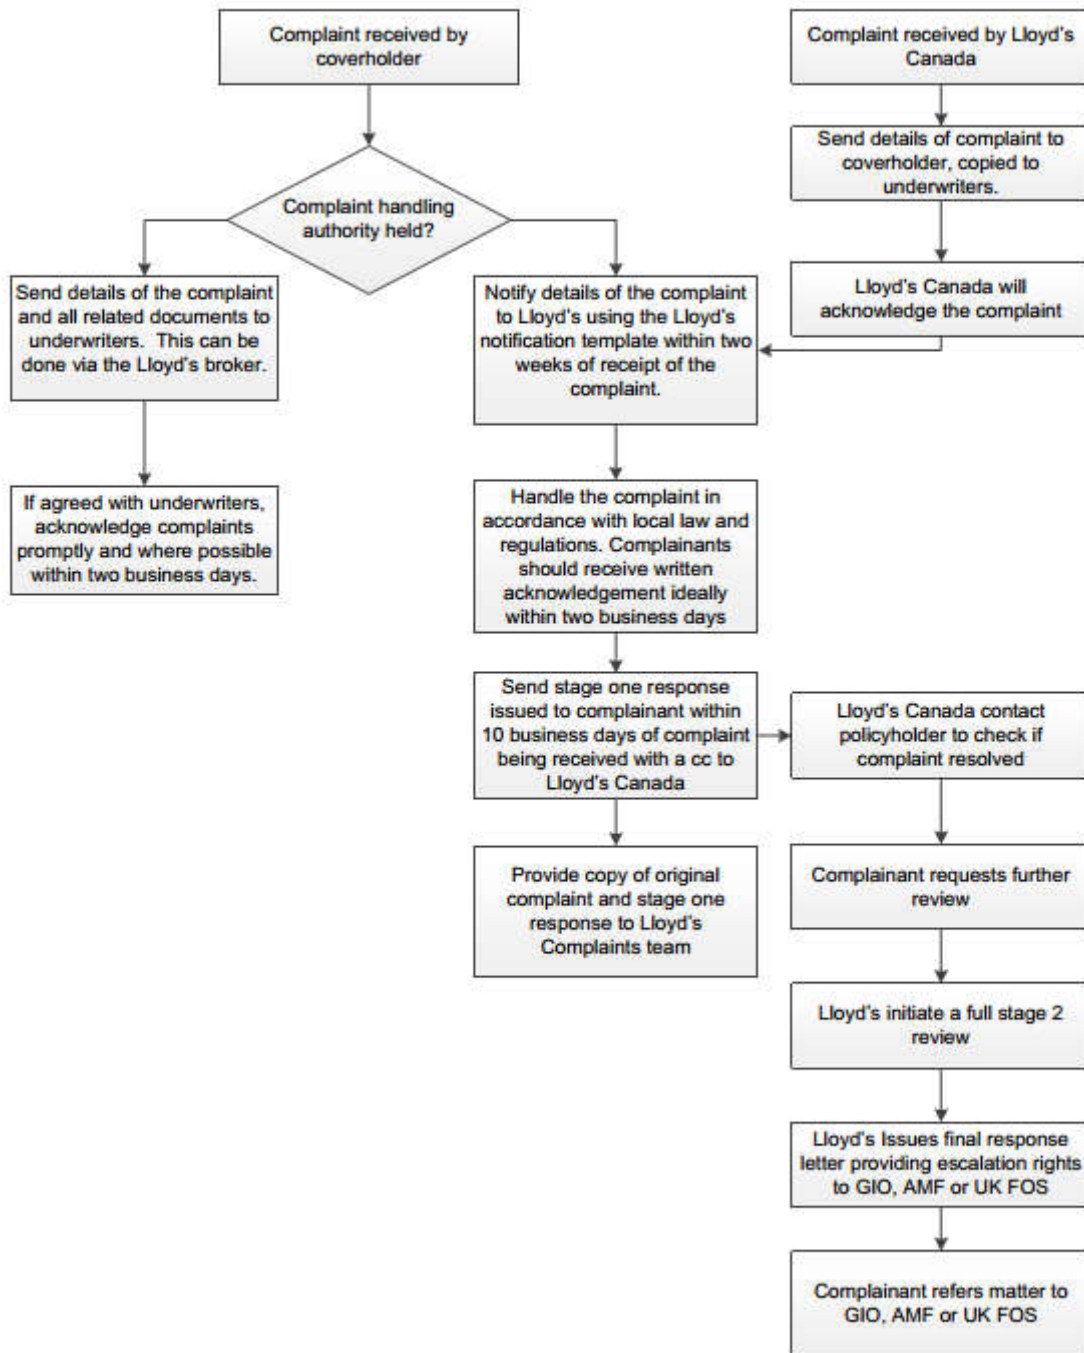 Complaint received by
coverholder
Complaint received by Lloyd's
Canada
Send details of complaint to
coverholder, copied to
underwriters.
Complaint handling
authority held?
Send details of the complaint
and all related documents to
underwriters. This can be
done via the Lloyd's broker.
Notify details of the complaint
to Lloyd's using the Lloyd's
notification template within two
weeks of receipt of the
complaint.
Lloyd's Canada will
acknowledge the complaint
If agreed with underwriters,
acknowledge complaints
promptly and where possible
within two business days.
Handle the complaint in
accordance with local law and
regulations. Complainants
should receive written
acknowledgement ideally
within two business days
Send stage one response
issued to complainant within
10 business days of complaint
being received with a cc to
Lloyd's Canada
Lloyd's Canada contact
policyholder to check if
complaint resolved
Provide copy of original
complaint and stage one
response to Lloyd's
Complaints team
Complainant requests further
review
Lloyd's initiate a full stage 2
review
Lloyd's Issues final response
letter providing escalation rights
to GIO, AMF or UK FOS
Complainant refers matter to
GIO, AMF or UK FOS